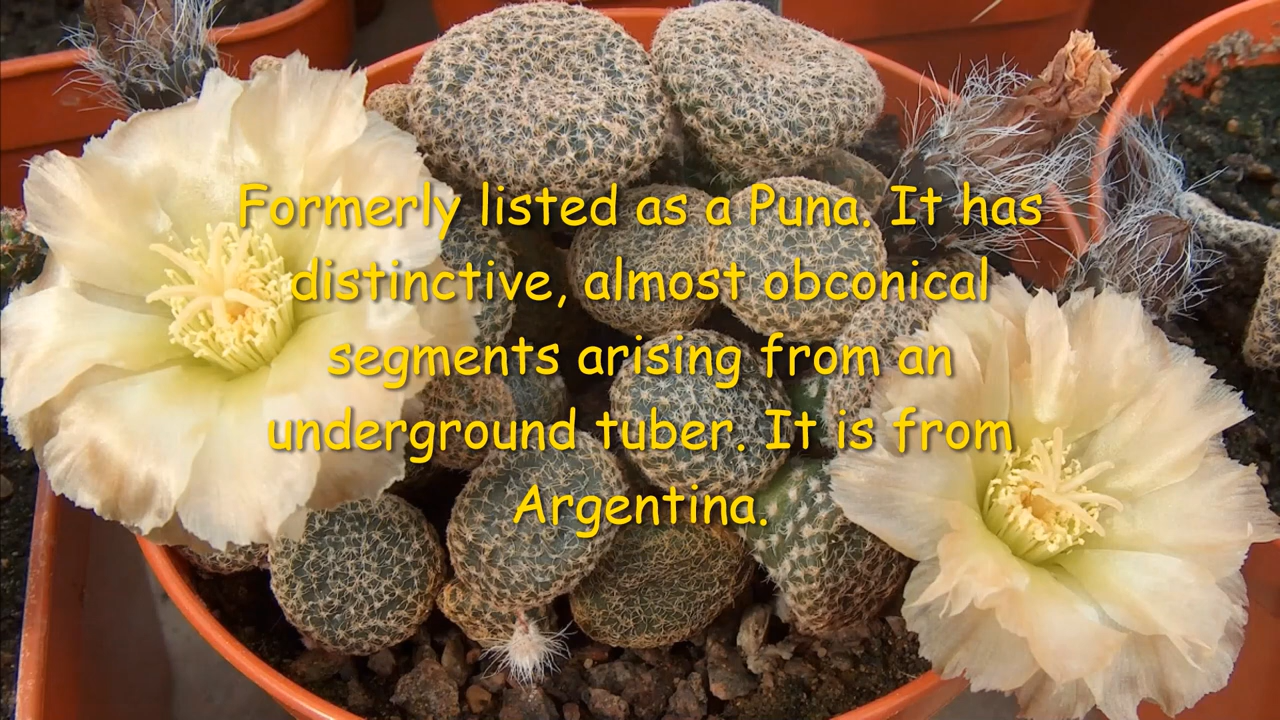 Formerly listed as a Puna. It has
distinctive, almost obconical
segments arising from an
underground tuber. It is from
Argentina.